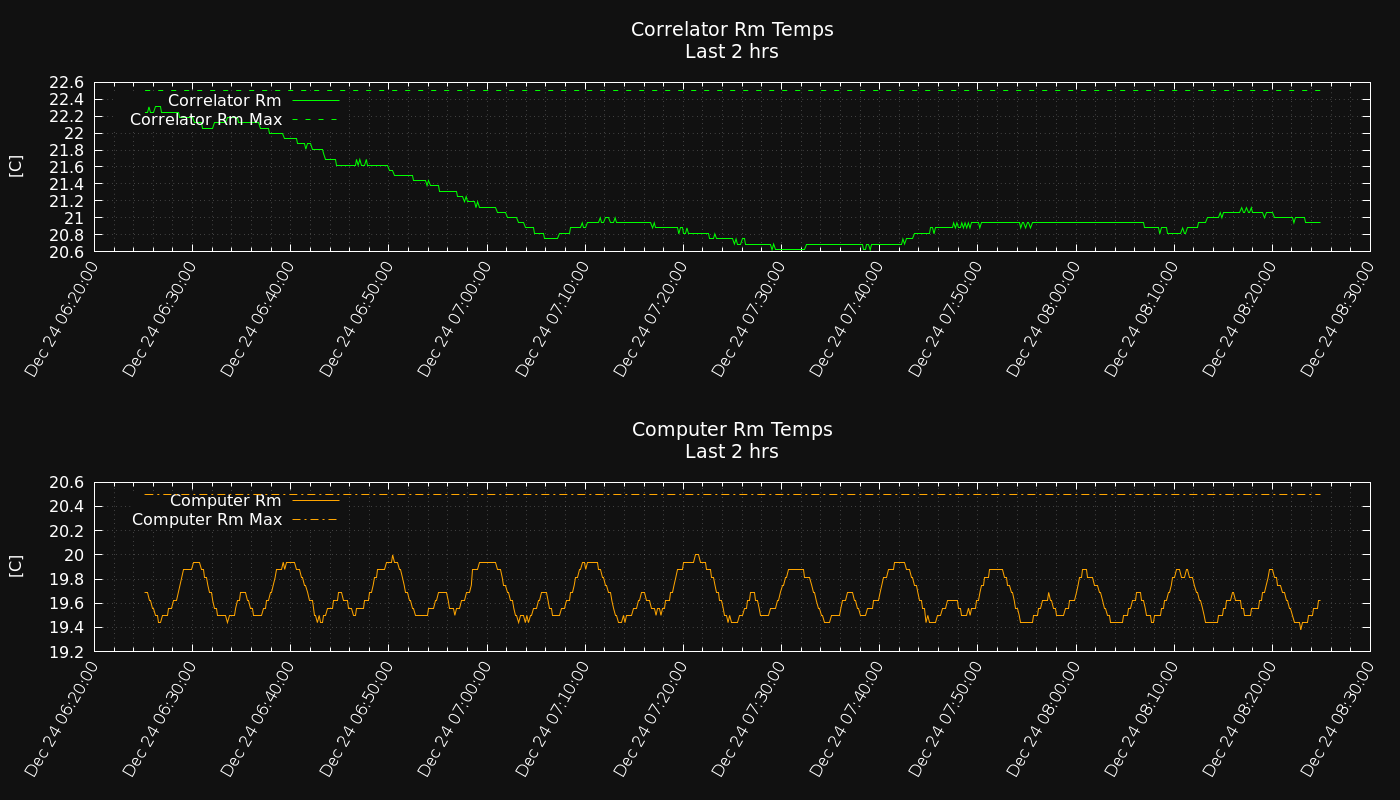 Correlator Rm Temps
Last 2 hrs
[C]
22.6
22.4
22.2
22
21.8
21.6
21.4
21.2
21
20.8
20.6
Correlator Rm
Correlator Rm Max
Dec 24 06:20:00
Dec 24 06:30:00
Dec 24 06:40:00
Dec 24 06:50:00
Dec 24 07:00:00
Dec 24 07:10:00
Dec 24 07:20:00
Dec 24 07:30:00
Dec 24 07:40:00
Dec 24 07:50:00
Dec 24 08:00:00
Dec 24 08:10:00
Dec 24 08:20:00
Dec 24 08:30:00
Computer Rm Temps
Last 2 hrs
[C]
20.6
20.4
20.2
20
19.8
19.6
19.4
19.2
Computer Rm
Computer Rm Max
Dec 24 06:20:00
Dec 24 06:30:00
Dec 24 06:40:00
Dec 24 06:50:00
Dec 24 07:00:00
Dec 24 07:10:00
Dec 24 07:20:00
Dec 24 07:30:00
Dec 24 07:40:00
Dec 24 07:50:00
Dec 24 08:00:00
Dec 24 08:10:00
Dec 24 08:20:00
Dec 24 08:30:00